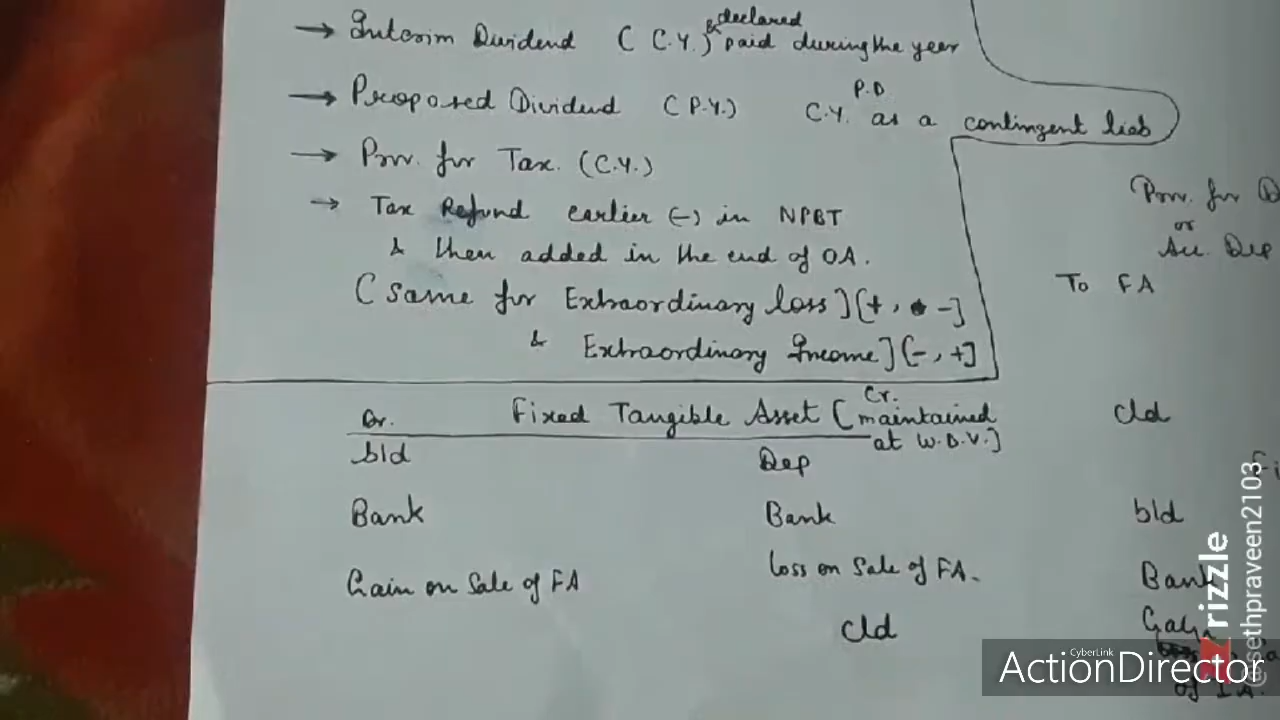 → Interim Dividend (C.Y.) & declared paid during the year
→ Proposed Dividend (P.Y.) P.D C.Y. as a contingent liab
→ Prov. for Tax. (C.Y.)
→ Tax Refund earlier (-) in NPBT
& then added in the end of OA.
(Same for Extraordinary loss] [+, -]
& Extraordinary Income] (-, +]
Prov. for D
or
Acc. Dep
To FA
Dr. Fixed Tangible Asset [maintained at W.D.V.] Cr.
b/d Dep
Bank Bank
Gain on Sale of FA Loss on Sale of FA.
c/d
c/d
b/d
Bank
Gain
of I.A.
rizzle
@sethpraveen2103
CyberLink
ActionDirector